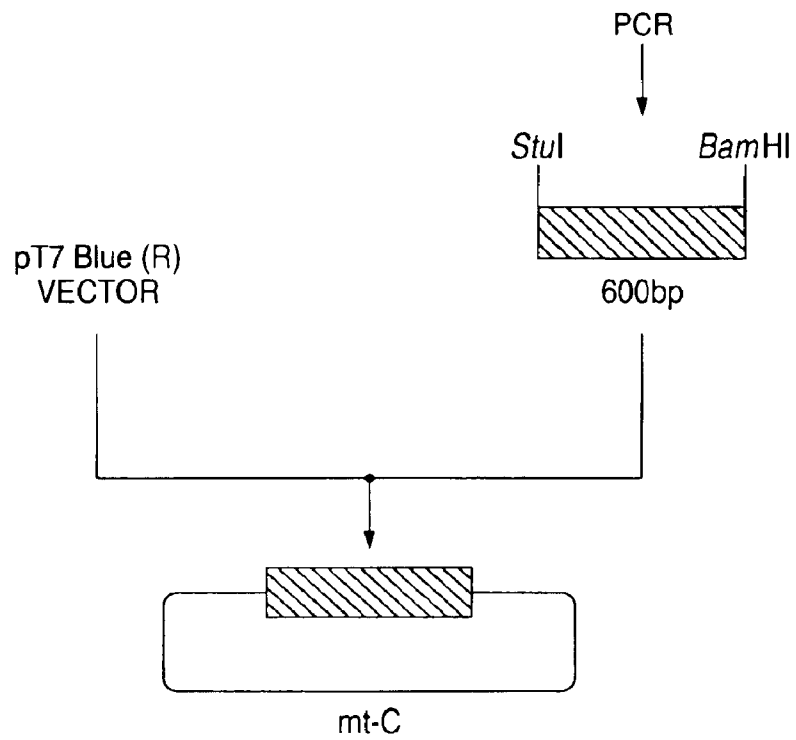 PCR
StuI
BamHI
pT7 Blue (R)
VECTOR
600bp
mt-C